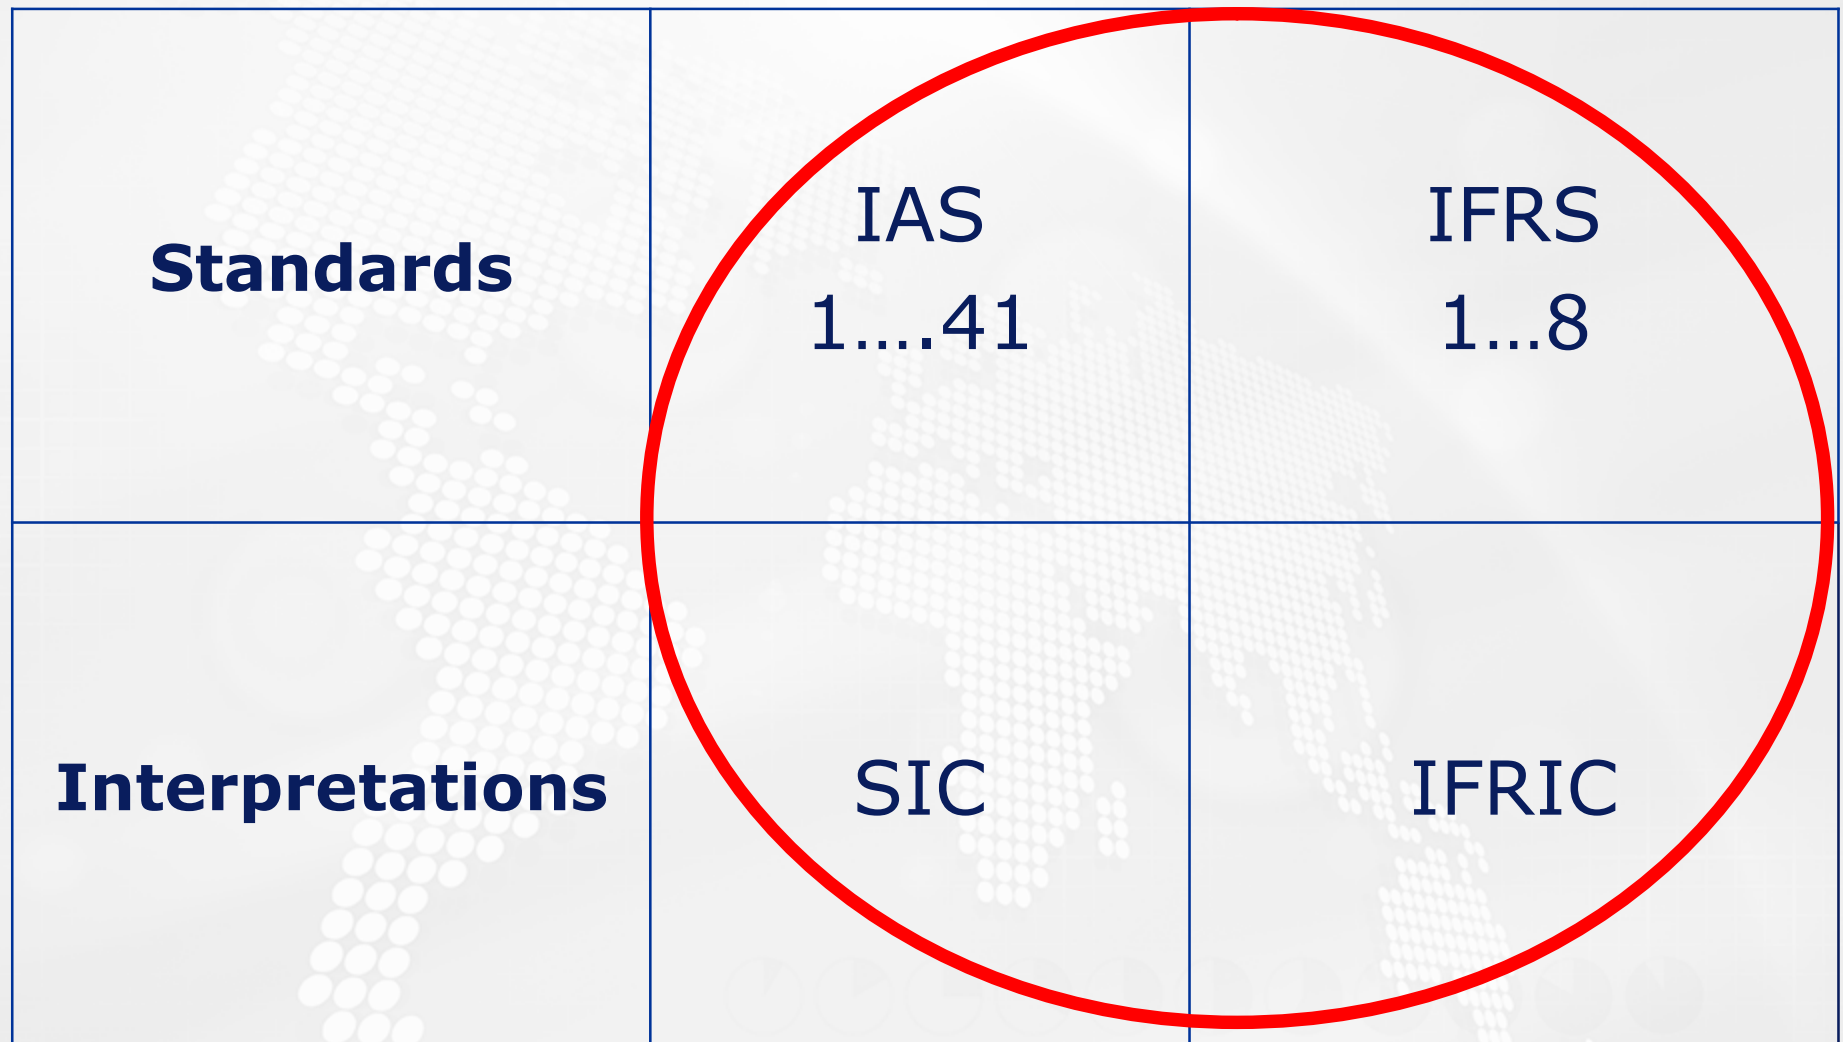 Standards
IAS
1….41
IFRS
1…8
Interpretations
SIC
IFRIC